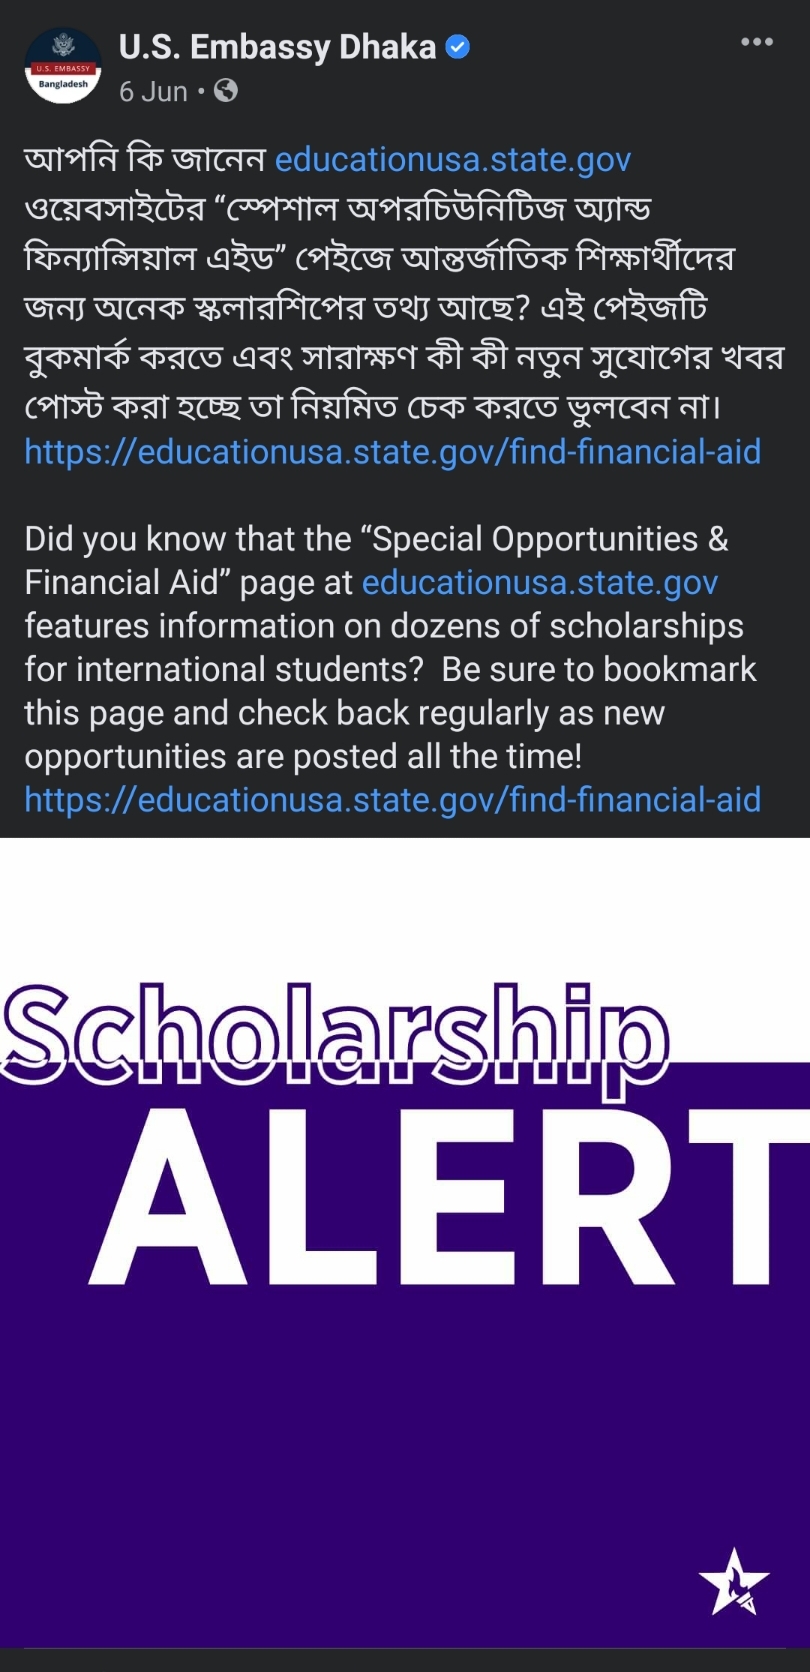 U.S. Embassy Dhaka
U.S. EMBASSY
Bangladesh
6 Jun •
আপনি কি জানেন educationusa.state.gov
ওয়েবসাইটের “স্পেশাল অপরচিউনিটিজ অ্যান্ড
ফিন্যান্সিয়াল এইড” পেইজে আন্তর্জাতিক শিক্ষার্থীদের
জন্য অনেক স্কলারশিপের তথ্য আছে? এই পেইজটি
বুকমার্ক করতে এবং সারাক্ষণ কী কী নতুন সুযোগের খবর
পোস্ট করা হচ্ছে তা নিয়মিত চেক করতে ভুলবেন না।
https://educationusa.state.gov/find-financial-aid
Did you know that the “Special Opportunities &
Financial Aid” page at educationusa.state.gov
features information on dozens of scholarships
for international students?  Be sure to bookmark
this page and check back regularly as new
opportunities are posted all the time!
https://educationusa.state.gov/find-financial-aid
Scholarship
ALERT